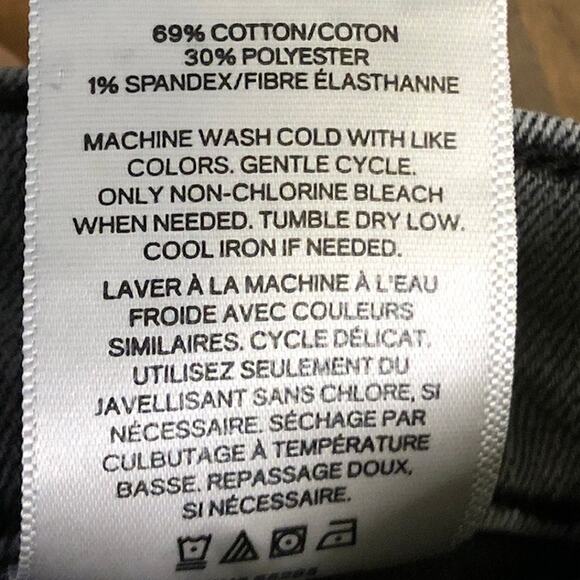 69% COTTON/COTON
30% POLYESTER
1% SPANDEX/FIBRE ÉLASTHANNE
MACHINE WASH COLD WITH LIKE
COLORS. GENTLE CYCLE.
ONLY NON-CHLORINE BLEACH
WHEN NEEDED. TUMBLE DRY LOW.
COOL IRON IF NEEDED.
LAVER À LA MACHINE À L'EAU
FROIDE AVEC COULEURS
SIMILAIRES. CYCLE DÉLICAT.
UTILISEZ SEULEMENT DU
JAVELLISANT SANS CHLORE, SI
NÉCESSAIRE. SÉCHAGE PAR
CULBUTAGE À TEMPÉRATURE
BASSE. REPASSAGE DOUX,
SI NÉCESSAIRE.